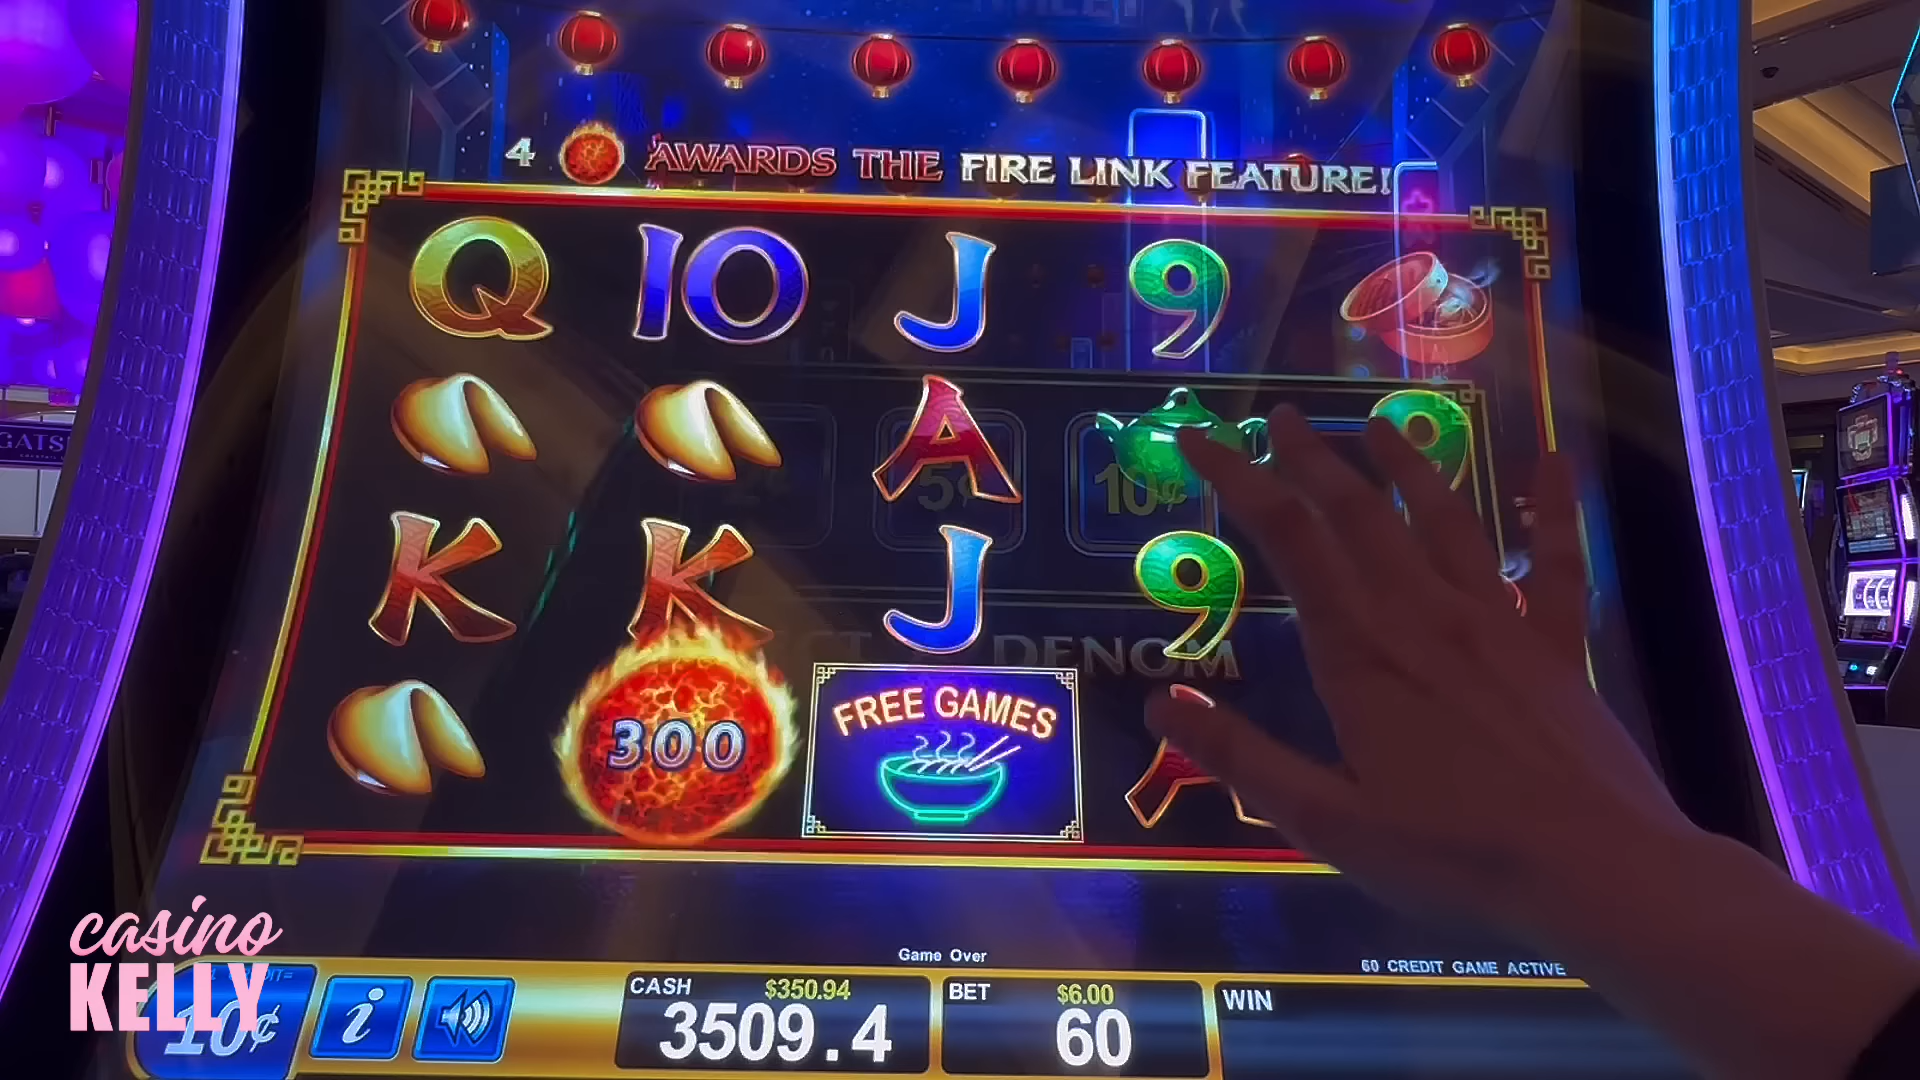 4 AWARDS THE FIRE LINK FEATURE!
Q 10 J 9
A 9
5¢ 10¢
K K J 9
DENOM
300
FREE GAMES
A
GATS
Game Over
60 CREDIT GAME ACTIVE
casino
KELLY
10¢
i
CASH $350.94
3509.4
BET $6.00
60
WIN